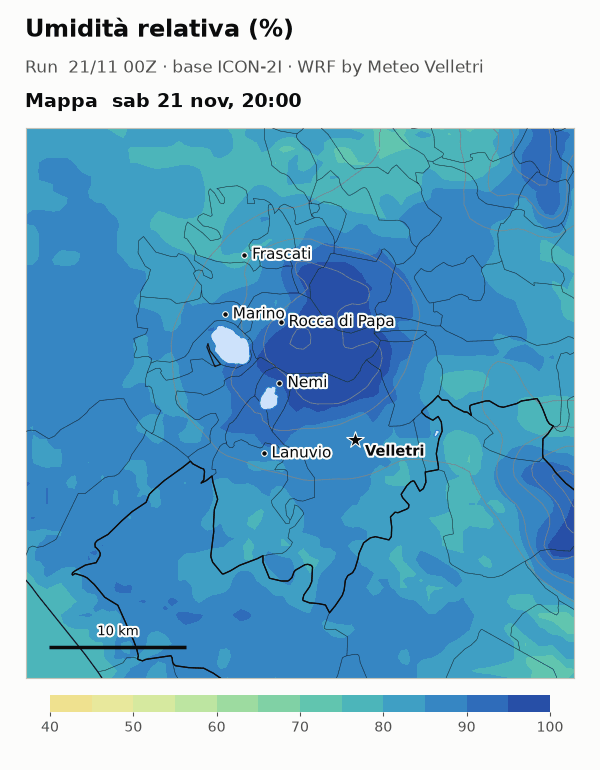 Umidità relativa (%)
Run  21/11 00Z · base ICON-2I · WRF by Meteo Velletri
Mappa  sab 21 nov, 20:00
Frascati
Marino
Rocca di Papa
Nemi
Velletri
Lanuvio
10 km
40 50 60 70 80 90 100